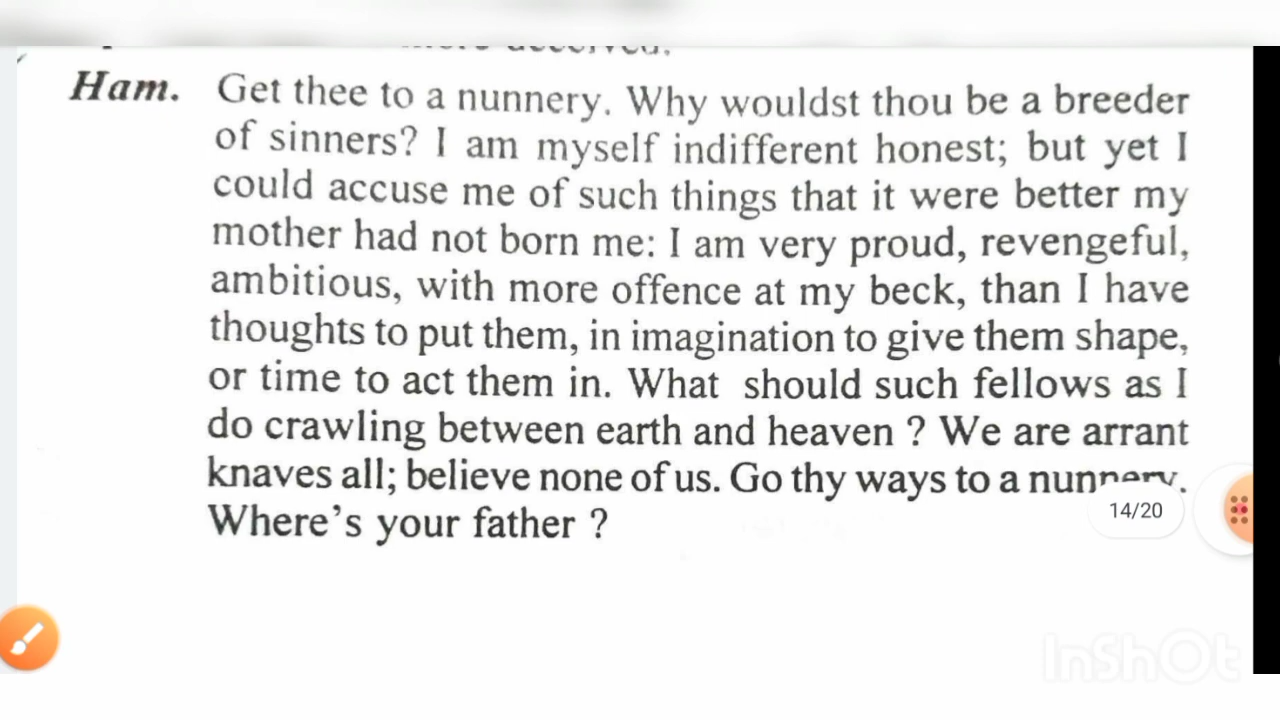 deceived.
Ham. Get thee to a nunnery. Why wouldst thou be a breeder
of sinners? I am myself indifferent honest; but yet I
could accuse me of such things that it were better my
mother had not born me: I am very proud, revengeful,
ambitious, with more offence at my beck, than I have
thoughts to put them, in imagination to give them shape,
or time to act them in. What should such fellows as I
do crawling between earth and heaven ? We are arrant
knaves all; believe none of us. Go thy ways to a nunnery.
Where's your father ?
14/20
InShOt